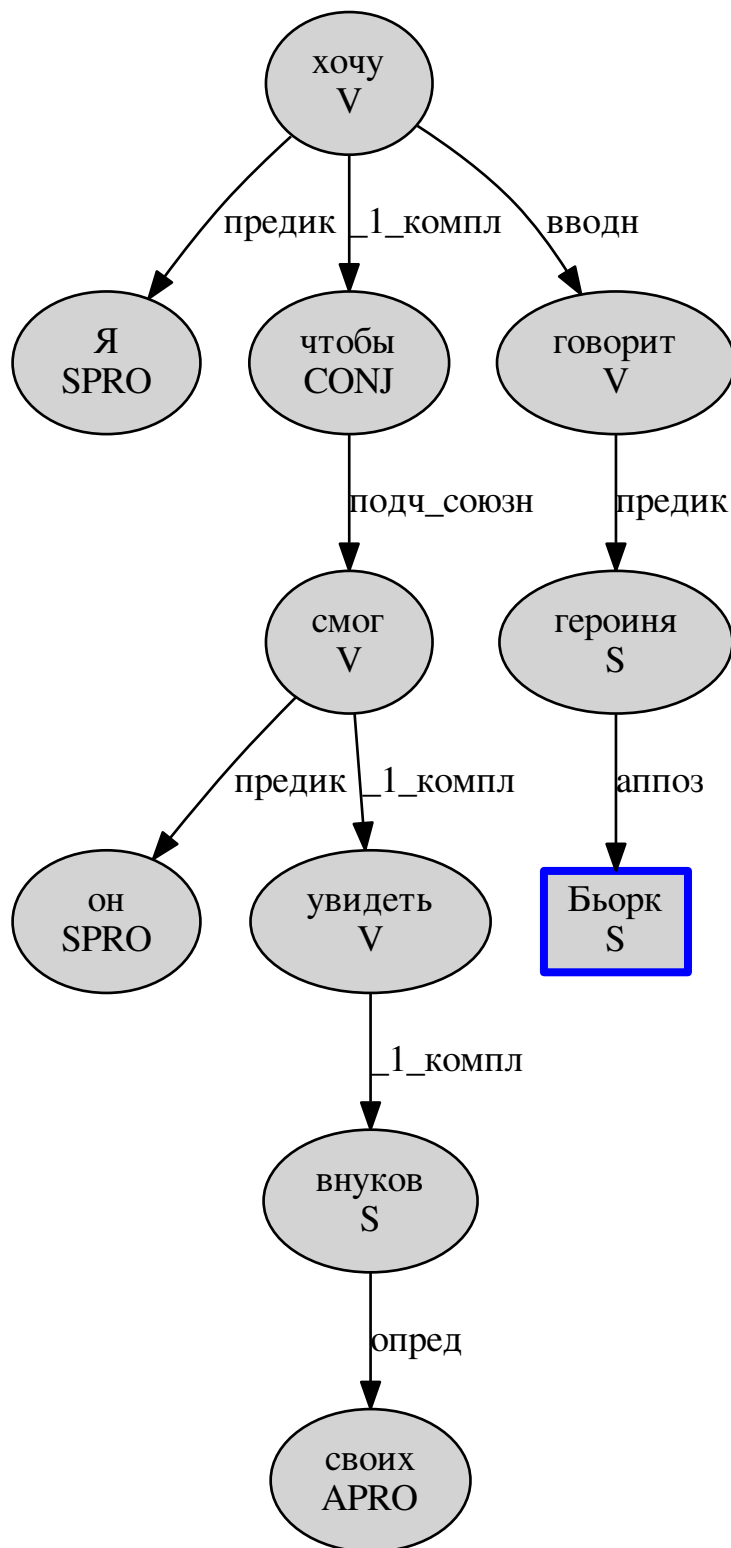 хочу
V
предик
_1_компл
вводн
Я
SPRO
чтобы
CONJ
говорит
V
подч_союзн
предик
смог
V
героиня
S
предик
_1_компл
аппоз
он
SPRO
увидеть
V
Бьорк
S
_1_компл
внуков
S
опред
своих
APRO